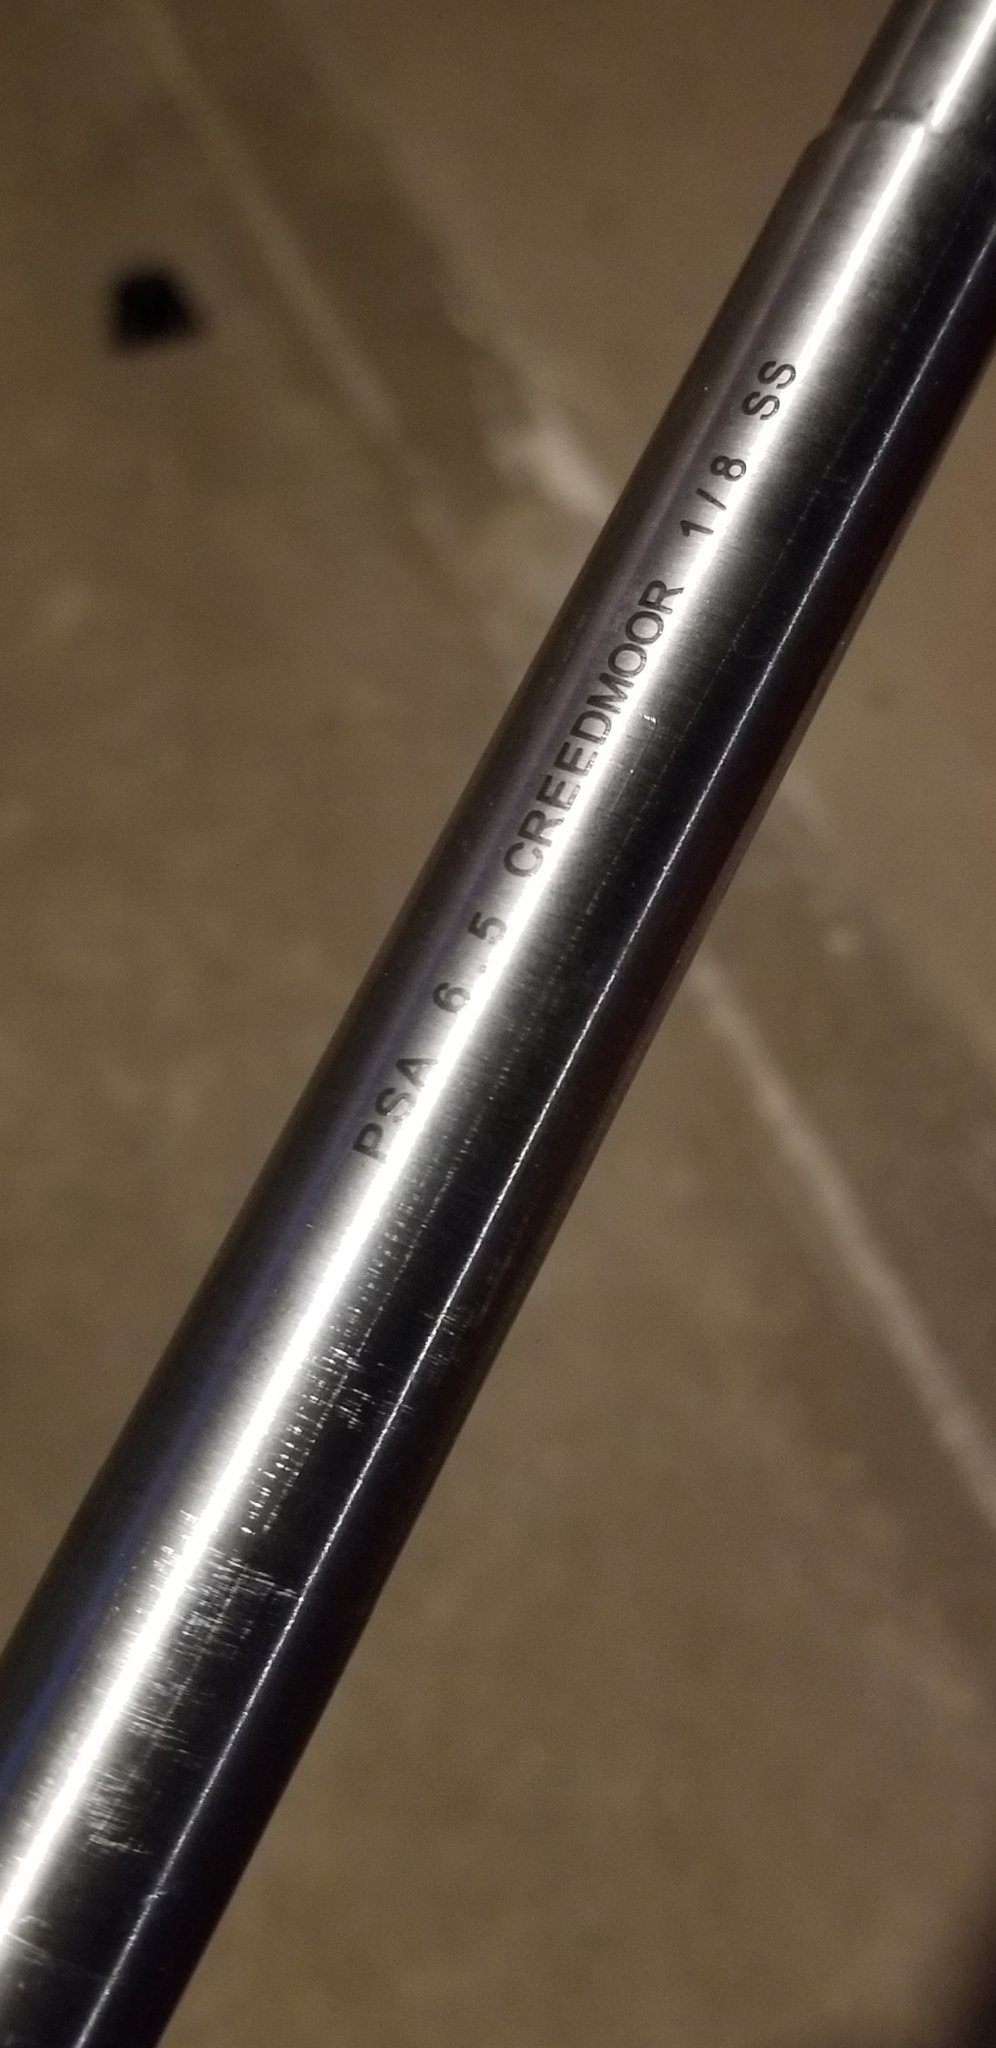 PSA 6.5 CREEDMOOR 1/8 SS